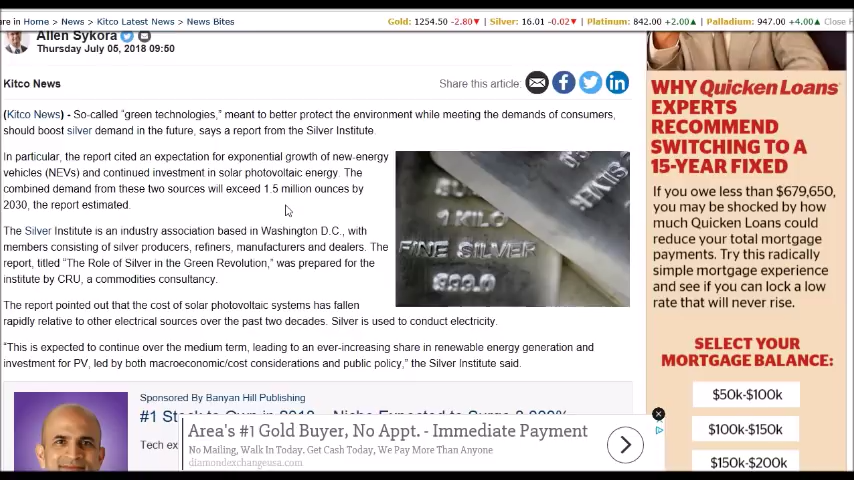 re in Home > News > Kitco Latest News > News Bites
Gold: 1254.50 -2.80▼ | Silver: 16.01 -0.02▼ | Platinum: 842.00 +2.00▲ | Palladium: 947.00 +4.00▲ Close
Allen Sykora
Thursday July 05, 2018 09:50
Kitco News
Share this article:
(Kitco News) - So-called “green technologies,” meant to better protect the environment while meeting the demands of consumers,
should boost silver demand in the future, says a report from the Silver Institute.
In particular, the report cited an expectation for exponential growth of new-energy
vehicles (NEVs) and continued investment in solar photovoltaic energy. The
combined demand from these two sources will exceed 1.5 million ounces by
2030, the report estimated.
The Silver Institute is an industry association based in Washington D.C., with
members consisting of silver producers, refiners, manufacturers and dealers. The
report, titled “The Role of Silver in the Green Revolution,” was prepared for the
institute by CRU, a commodities consultancy.
1 KILO
FINE SILVER
999.0
SILVER
The report pointed out that the cost of solar photovoltaic systems has fallen
rapidly relative to other electrical sources over the past two decades. Silver is used to conduct electricity.
“This is expected to continue over the medium term, leading to an ever-increasing share in renewable energy generation and
investment for PV, led by both macroeconomic/cost considerations and public policy,” the Silver Institute said.
Sponsored By Banyan Hill Publishing
Tech ex
Area's #1 Gold Buyer, No Appt. - Immediate Payment
No Mailing, Walk In Today. Get Cash Today, We Pay More Than Anyone
diamondexchangeusa.com
WHY Quicken Loans
EXPERTS
RECOMMEND
SWITCHING TO A
15-YEAR FIXED
If you owe less than $679,650,
you may be shocked by how
much Quicken Loans could
reduce your total mortgage
payments. Try this radically
simple mortgage experience
and see if you can lock a low
rate that will never rise.
SELECT YOUR
MORTGAGE BALANCE:
$50k-$100k
$100k-$150k
$150k-$200k